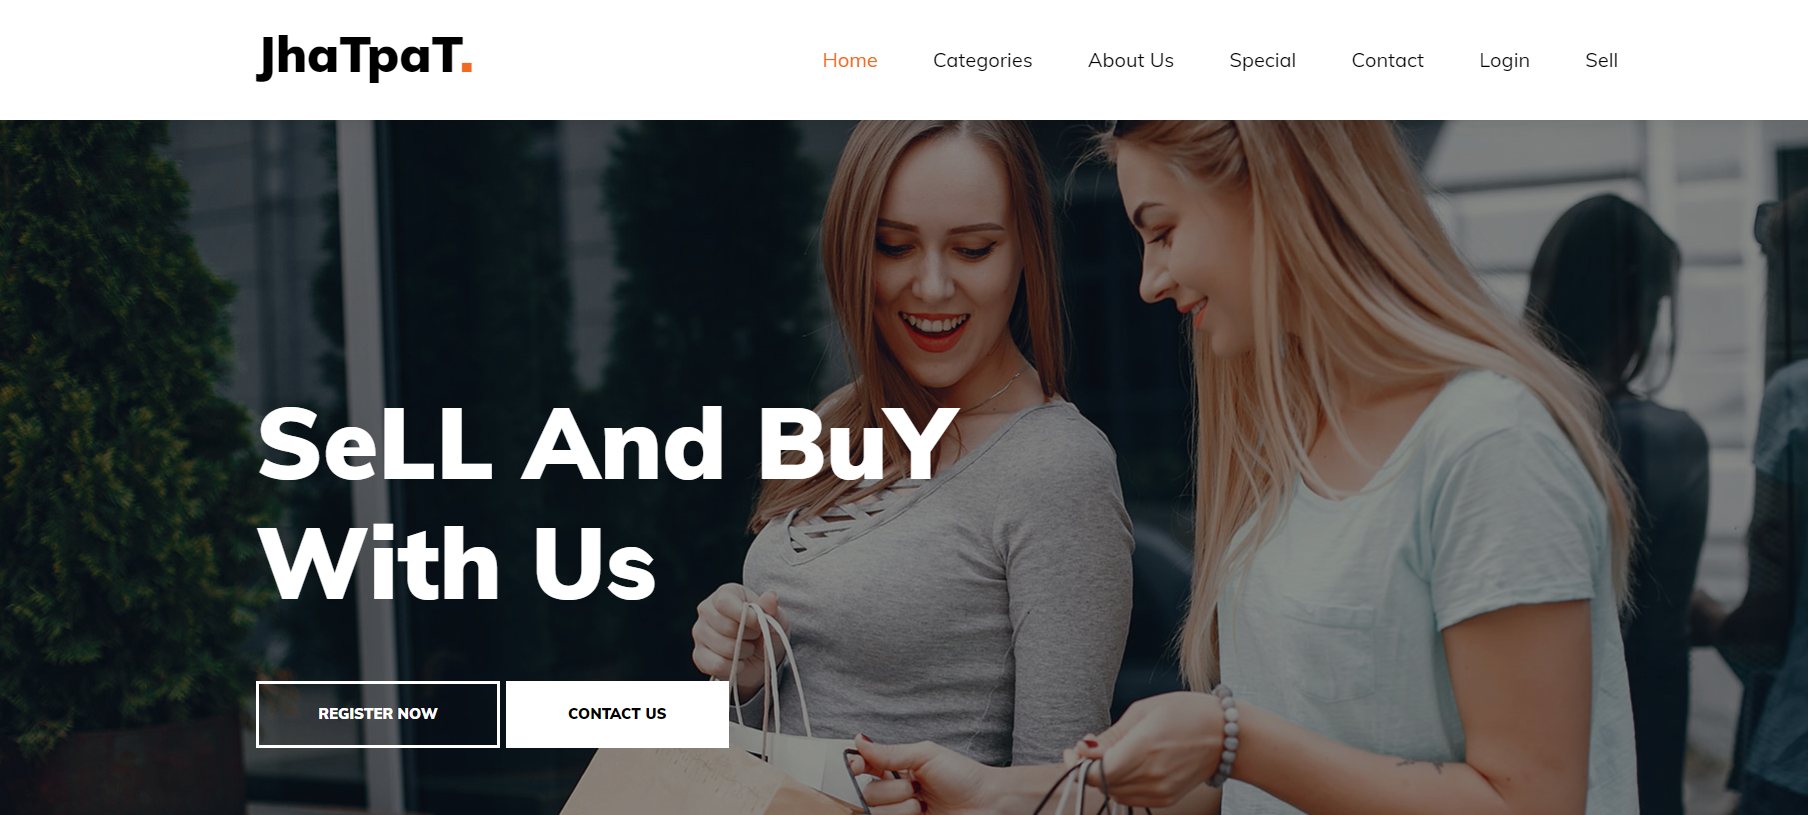 JhaTpaT.
Home Categories About Us Special Contact Login Sell
SeLL And BuY
With Us
REGISTER NOW CONTACT US